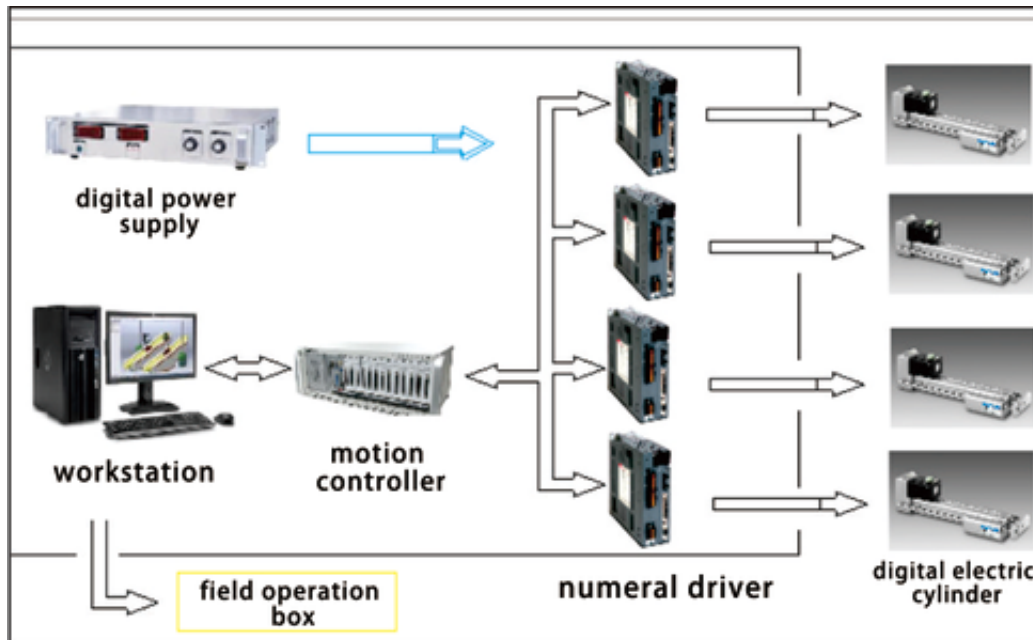 digital power
supply
workstation
motion
controller
field operation
box
numeral driver
digital electric
cylinder